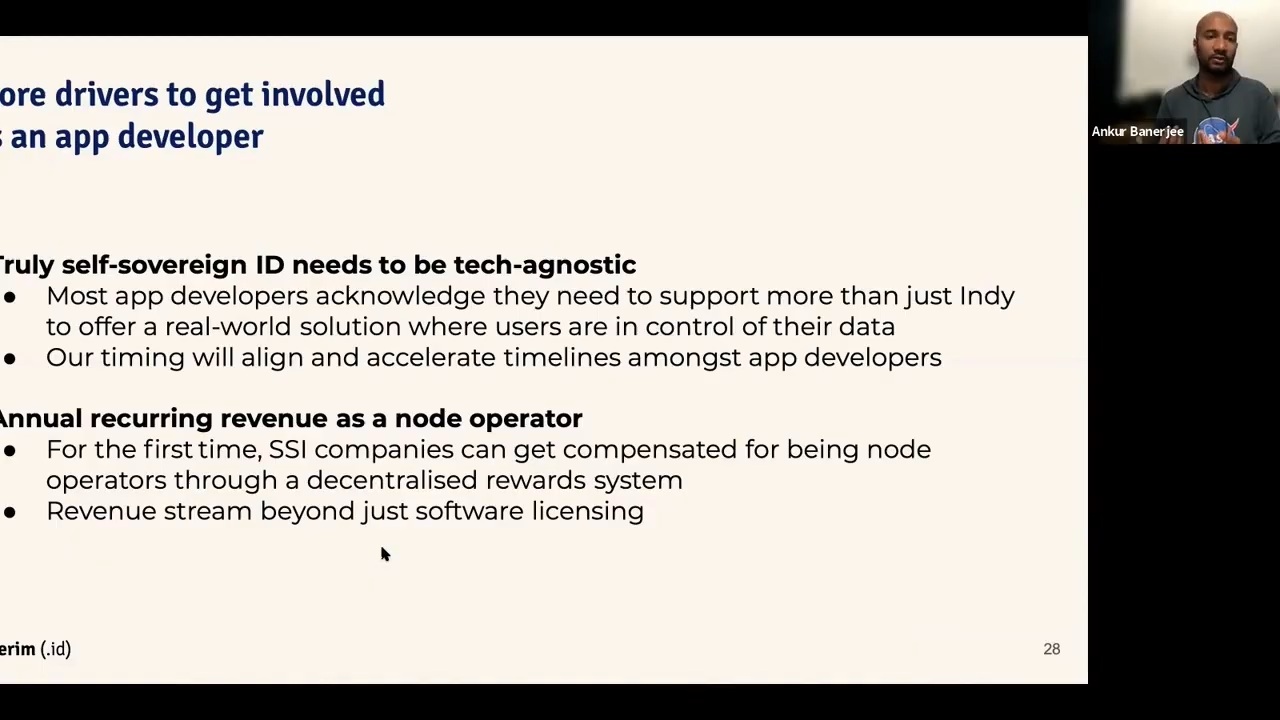 ore drivers to get involved
s an app developer
Truly self-sovereign ID needs to be tech-agnostic
● Most app developers acknowledge they need to support more than just Indy
to offer a real-world solution where users are in control of their data
● Our timing will align and accelerate timelines amongst app developers
Annual recurring revenue as a node operator
● For the first time, SSI companies can get compensated for being node
operators through a decentralised rewards system
● Revenue stream beyond just software licensing
erim (.id)
28
Ankur Banerjee